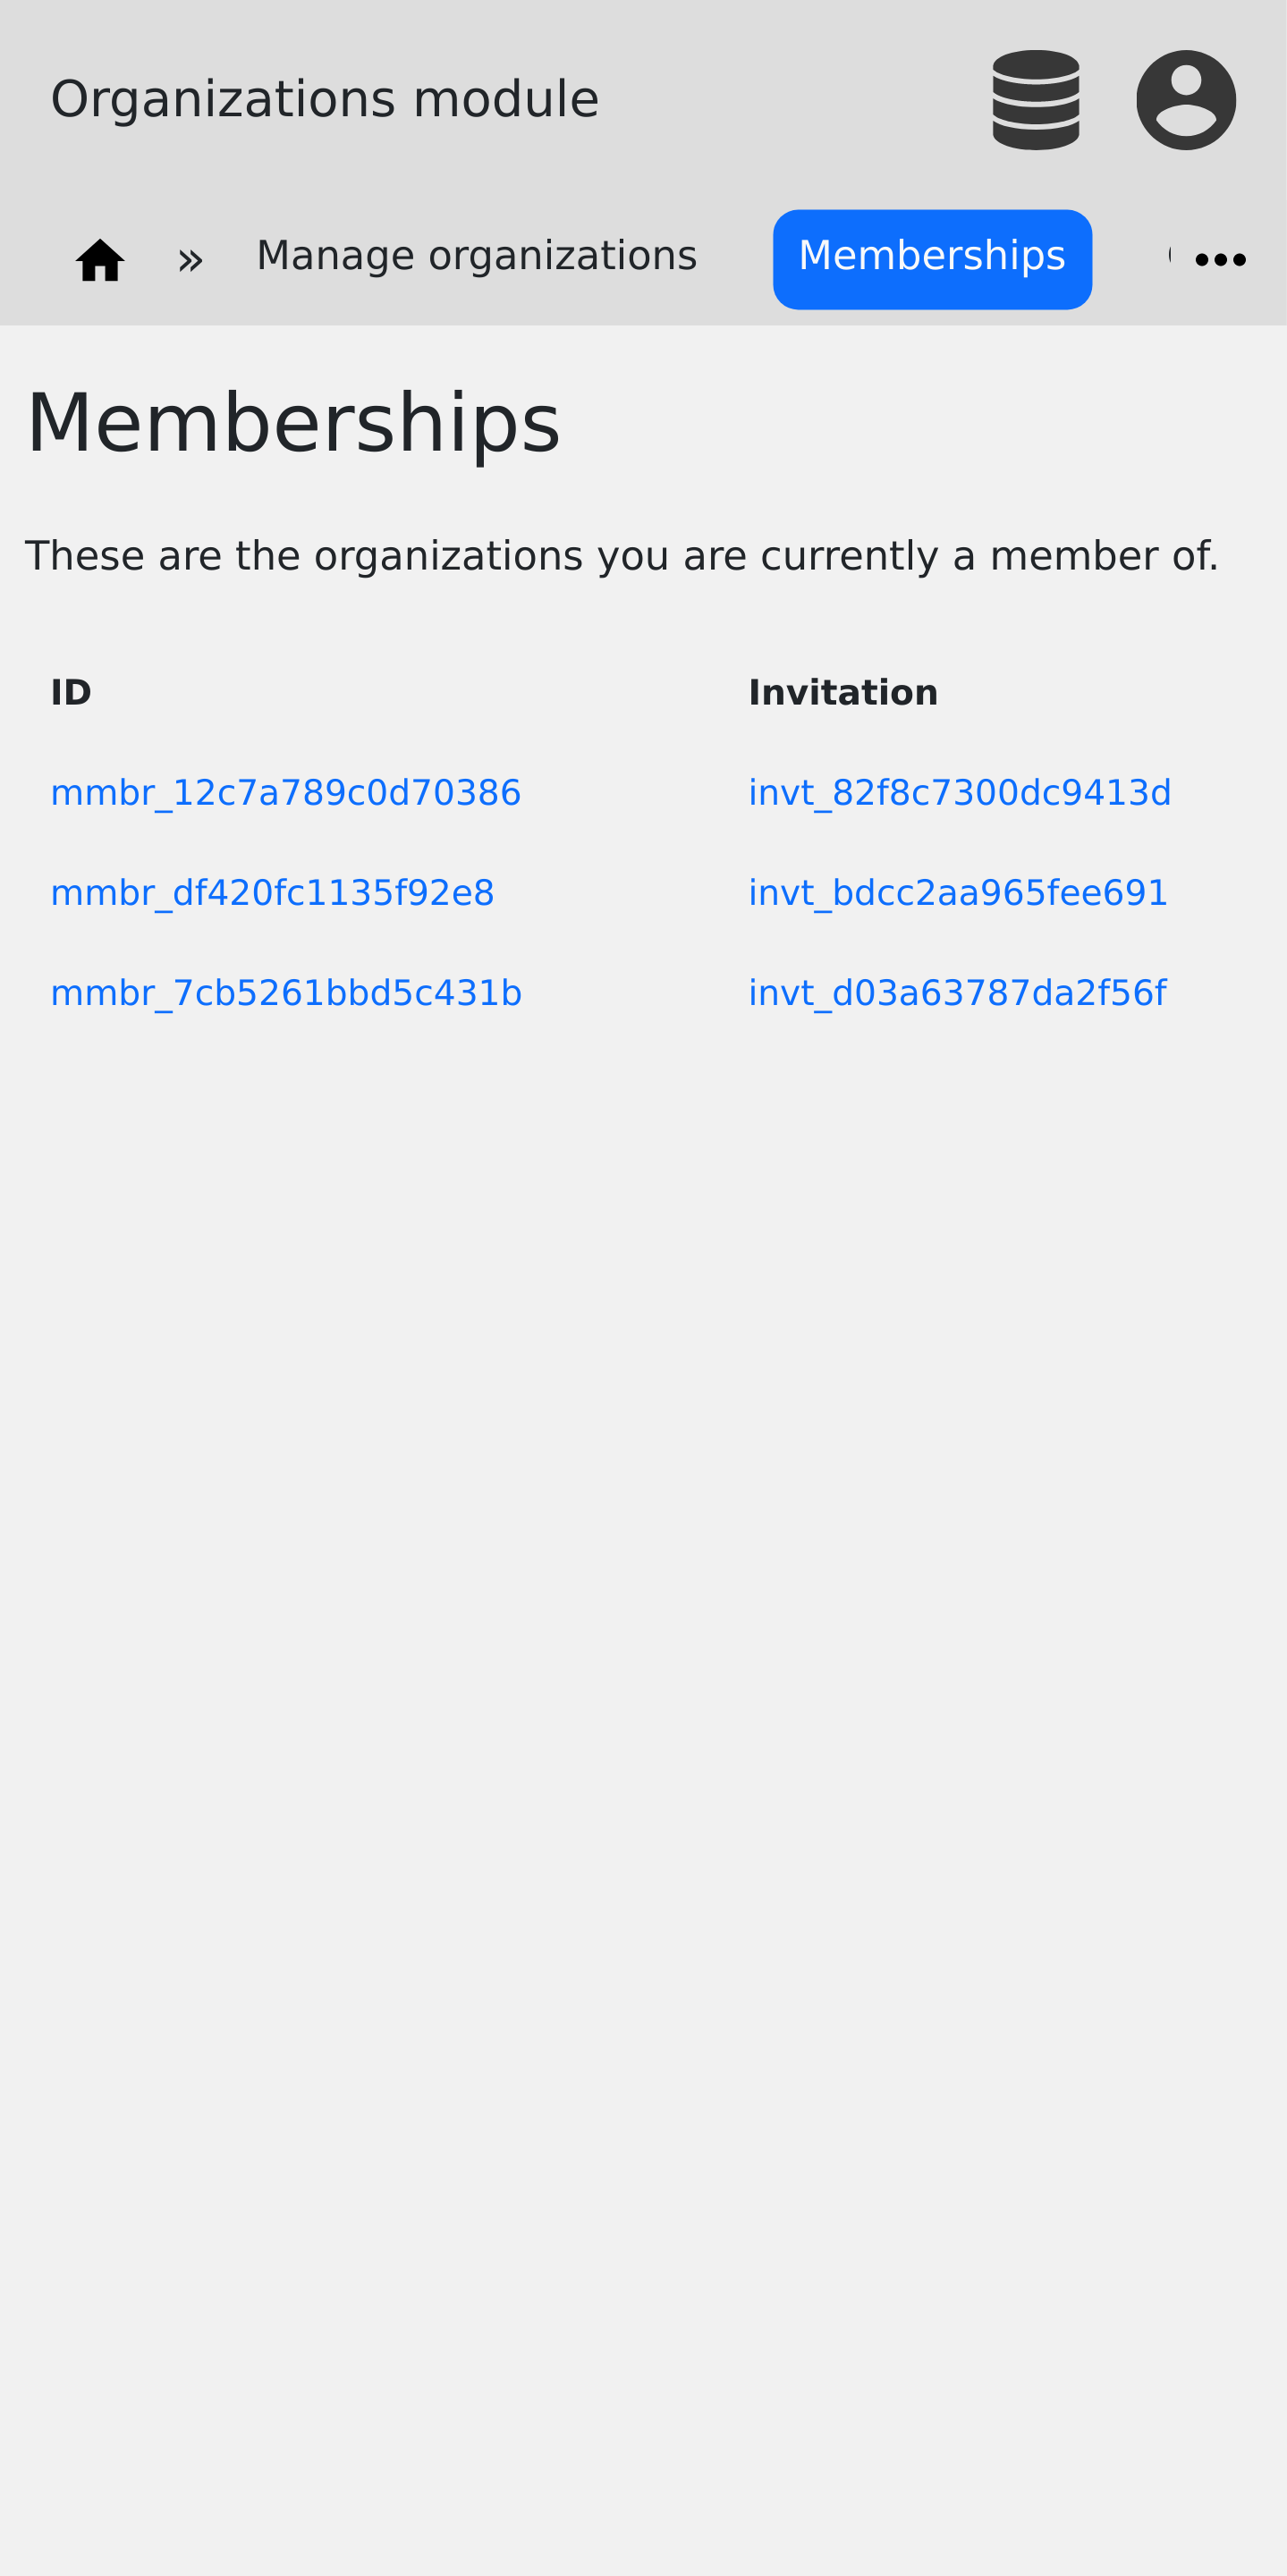 Organizations module
» Manage organizations Memberships
Memberships
These are the organizations you are currently a member of.
ID Invitation
mmbr_12c7a789c0d70386 invt_82f8c7300dc9413d
mmbr_df420fc1135f92e8 invt_bdcc2aa965fee691
mmbr_7cb5261bbd5c431b invt_d03a63787da2f56f